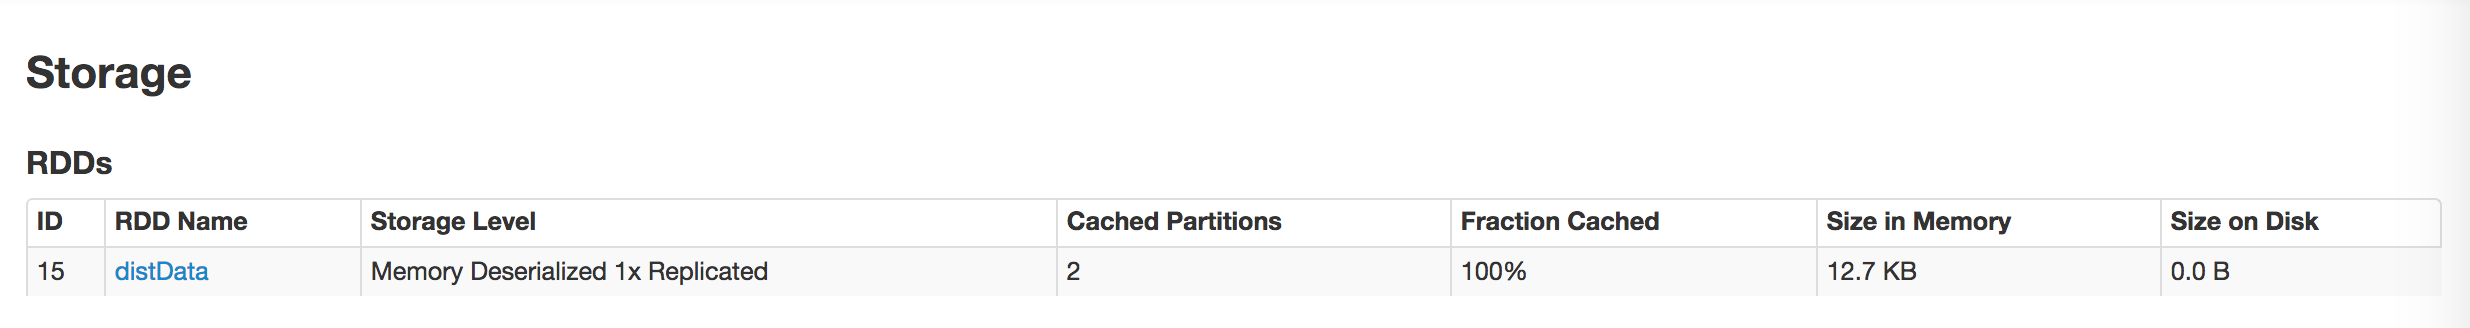 Storage
RDDs
ID RDD Name Storage Level Cached Partitions Fraction Cached Size in Memory Size on Disk
15 distData Memory Deserialized 1x Replicated 2 100% 12.7 KB 0.0 B